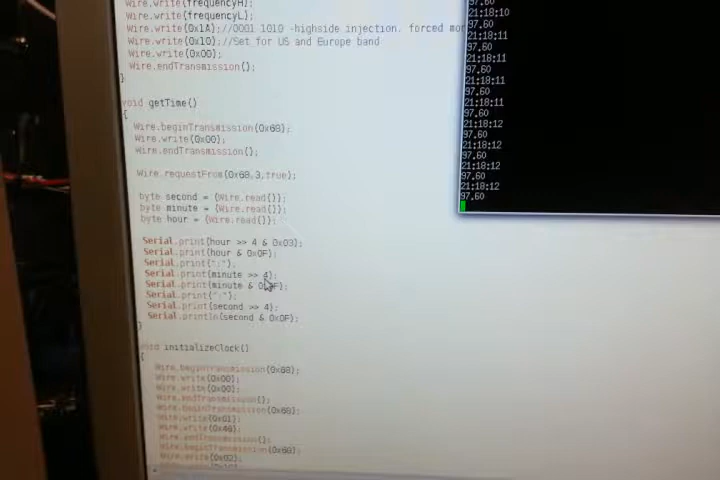 Wire.write(frequencyH);
Wire.write(frequencyL);
Wire.write(0x1A);//0001 1010 -highside injection. forced mo
Wire.write(0x10);//Set for US and Europe band
Wire.write(0x00);
Wire.endTransmission();
}
void getTime()
{
Wire.beginTransmission(0x68);
Wire.write(0x00);
Wire.endTransmission();
Wire.requestFrom(0x68,3,true);
byte second = (Wire.read());
byte minute = (Wire.read());
byte hour = (Wire.read());
Serial.print(hour >> 4 & 0x03);
Serial.print(hour & 0x0F);
Serial.print(":");
Serial.print(minute >> 4);
Serial.print(minute & 0x0F);
Serial.print(":");
Serial.print(second >> 4);
Serial.println(second & 0x0F);
}
void initializeClock()
{
Wire.beginTransmission(0x68);
Wire.write(0x00);
Wire.write(0x00);
Wire.endTransmission();
Wire.beginTransmission(0x68);
Wire.write(0x01);
Wire.write(0x48);
Wire.endTransmission();
Wire.beginTransmission(0x68);
Wire.write(0x02);
97.60
21:18:10
97.60
21:18:11
97.60
21:18:11
97.60
21:18:11
97.60
21:18:11
97.60
21:18:12
97.60
21:18:12
97.60
21:18:12
97.60
21:18:12
97.60